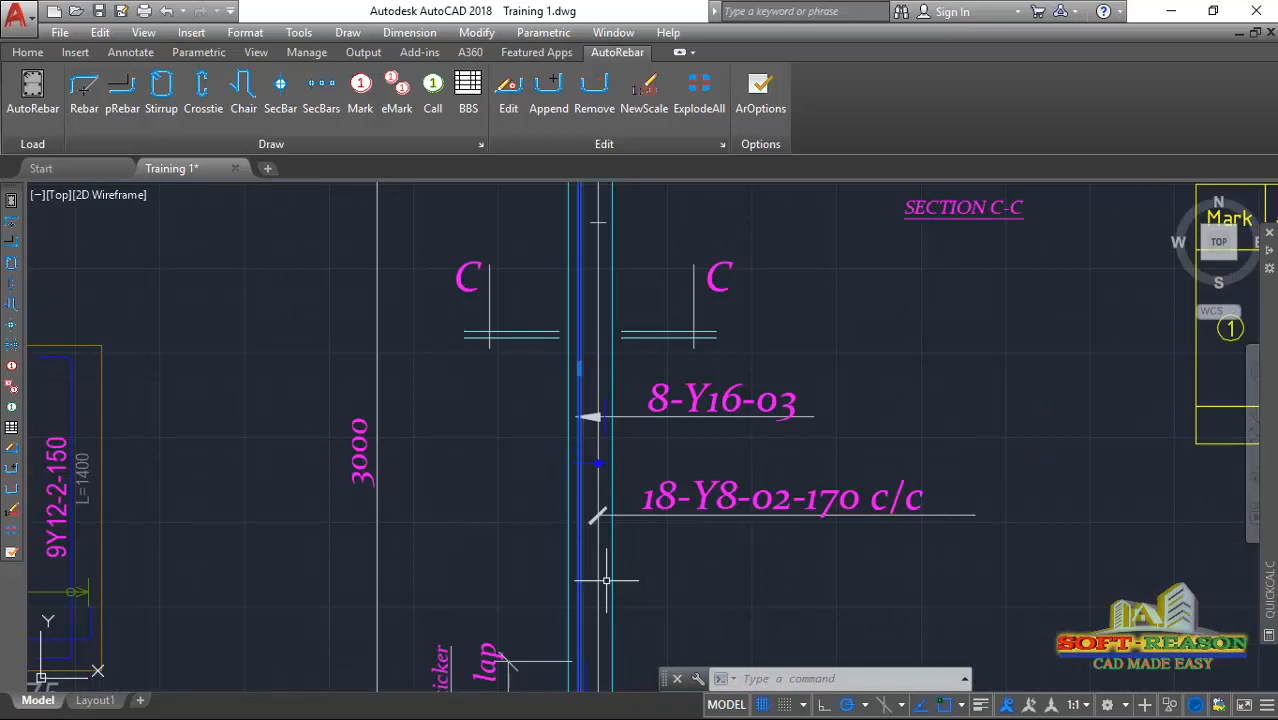 Autodesk AutoCAD 2018 Training 1.dwg
Type a keyword or phrase
Sign In
File Edit View Insert Format Tools Draw Dimension Modify Parametric Window Help
Home Insert Annotate Parametric View Manage Output Add-ins A360 Featured Apps AutoRebar
AutoRebar Rebar pRebar Stirrup Crosstie Chair SecBar SecBars Mark eMark Call BBS Edit Append Remove NewScale ExplodeAll ArOptions
Load Draw Edit Options
Start Training 1*
[−][Top][2D Wireframe]
SECTION C-C
Mark
N
W TOP E
S
WCS
1
C C
8-Y16-03
3000
18-Y8-02-170 c/c
9Y12-2-150
L=1400
lap
Y
X
QUICKCALC
SOFT-REASON
CAD MADE EASY
Type a command
Model Layout1
MODEL 1:1